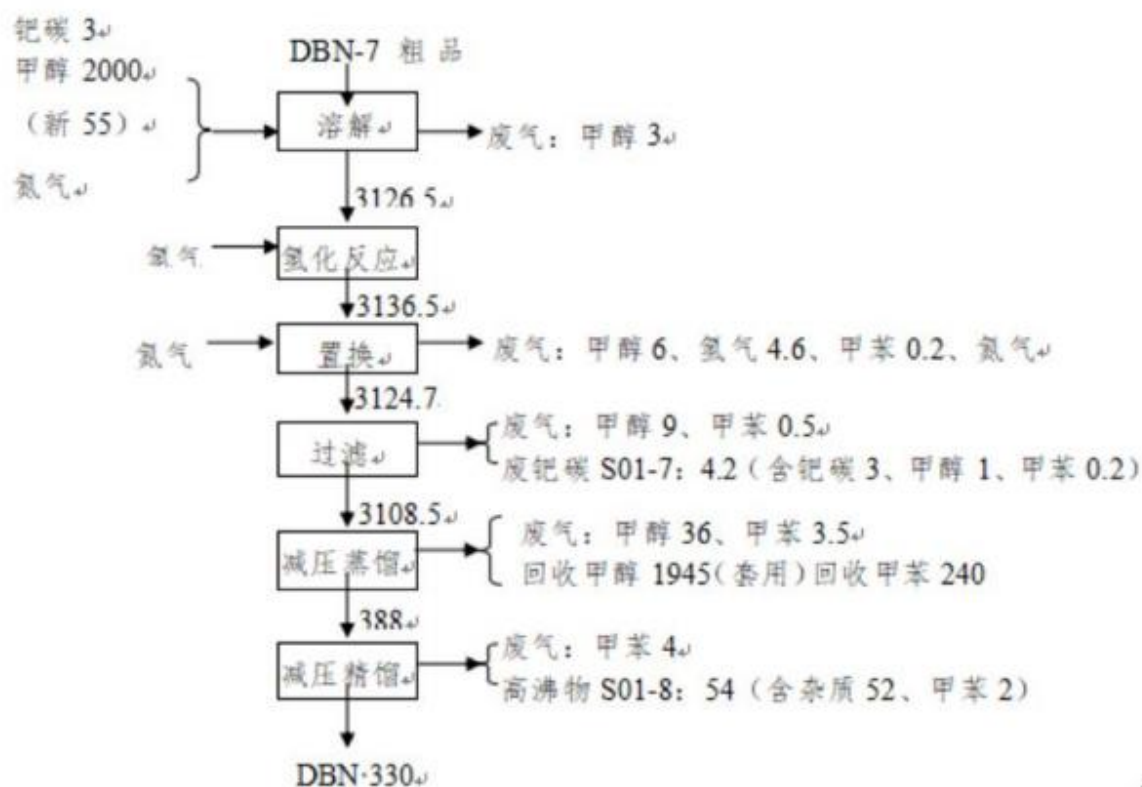 钯碳 3
甲醇 2000
（新 55）
氮气
DBN-7 粗 品
溶解
废气：甲醇 3
3126.5
氢气
氢化反应
3136.5
氮气
置换
废气：甲醇 6、氢气 4.6、甲苯 0.2、氮气
3124.7
过滤
废气：甲醇 9、甲苯 0.5
废钯碳 S01-7：4.2（含钯碳 3、甲醇 1、甲苯 0.2）
3108.5
减压蒸馏
废气：甲醇 36、甲苯 3.5
回收甲醇 1945（套用）回收甲苯 240
388
减压精馏
废气：甲苯 4
高沸物 S01-8：54（含杂质 52、甲苯 2）
DBN·330